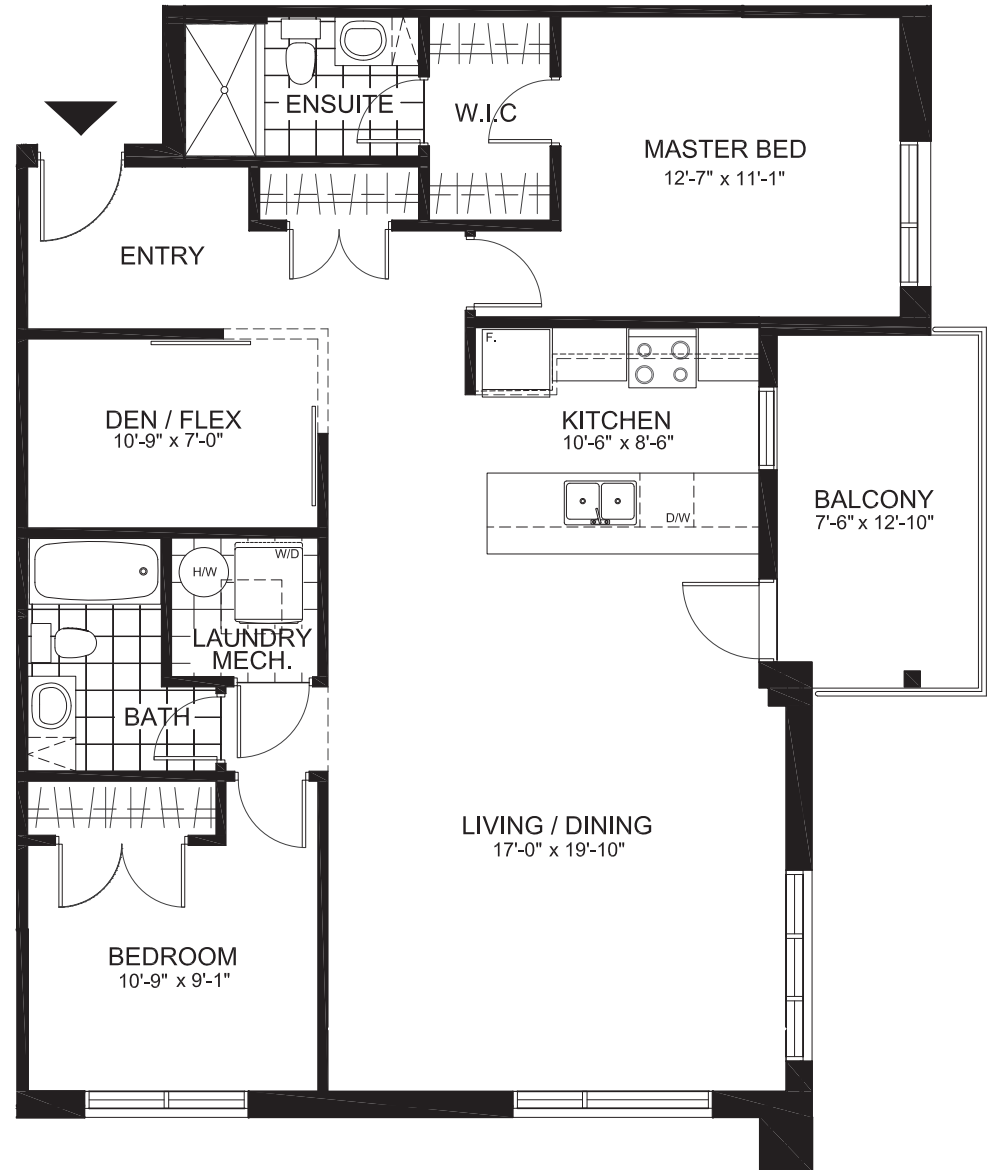 ENSUITE
W.I.C
MASTER BED
12'-7" x 11'-1"
ENTRY
F.
DEN / FLEX
10'-9" x 7'-0"
KITCHEN
10'-6" x 8'-6"
D/W
BALCONY
7'-6" x 12'-10"
W/D
H/W
LAUNDRY
MECH.
BATH
LIVING / DINING
17'-0" x 19'-10"
BEDROOM
10'-9" x 9'-1"